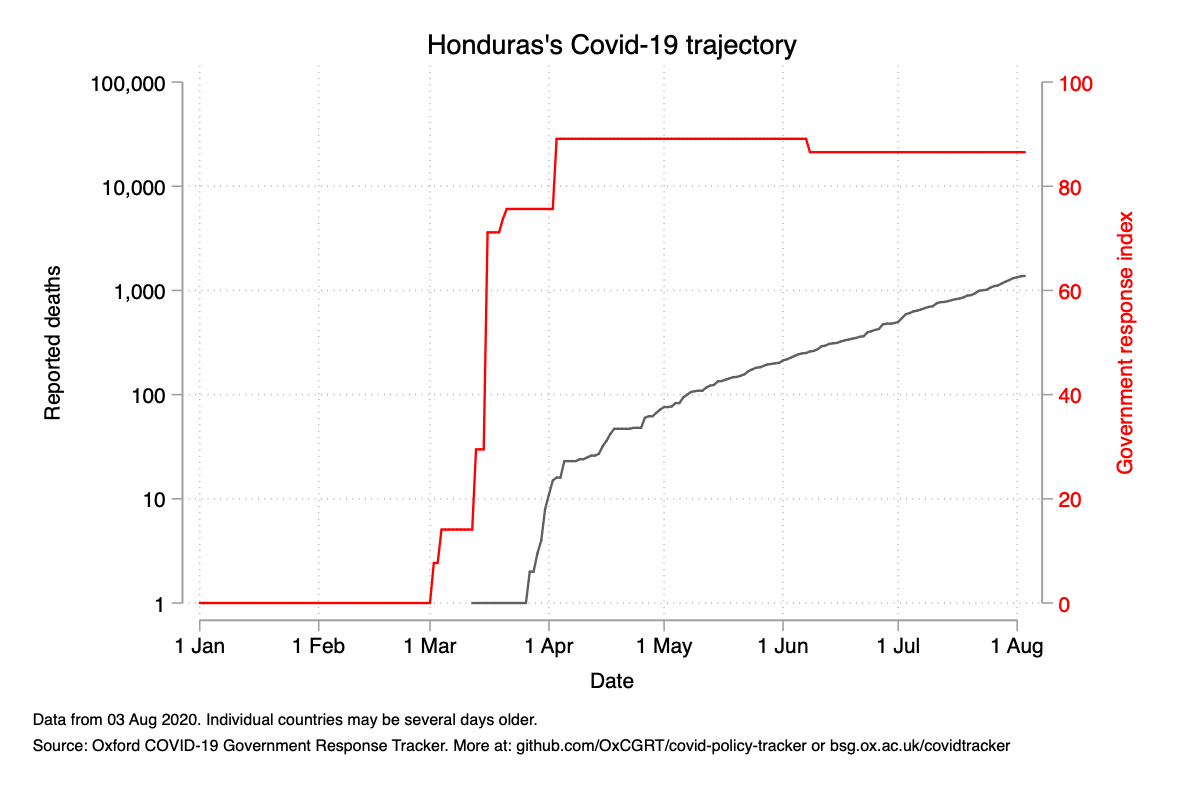 Honduras's Covid-19 trajectory
100,000
10,000
1,000
100
10
1
Reported deaths
100
80
60
40
20
0
Government response index
1 Jan 1 Feb 1 Mar 1 Apr 1 May 1 Jun 1 Jul 1 Aug
Date
Data from 03 Aug 2020. Individual countries may be several days older.
Source: Oxford COVID-19 Government Response Tracker. More at: github.com/OxCGRT/covid-policy-tracker or bsg.ox.ac.uk/covidtracker